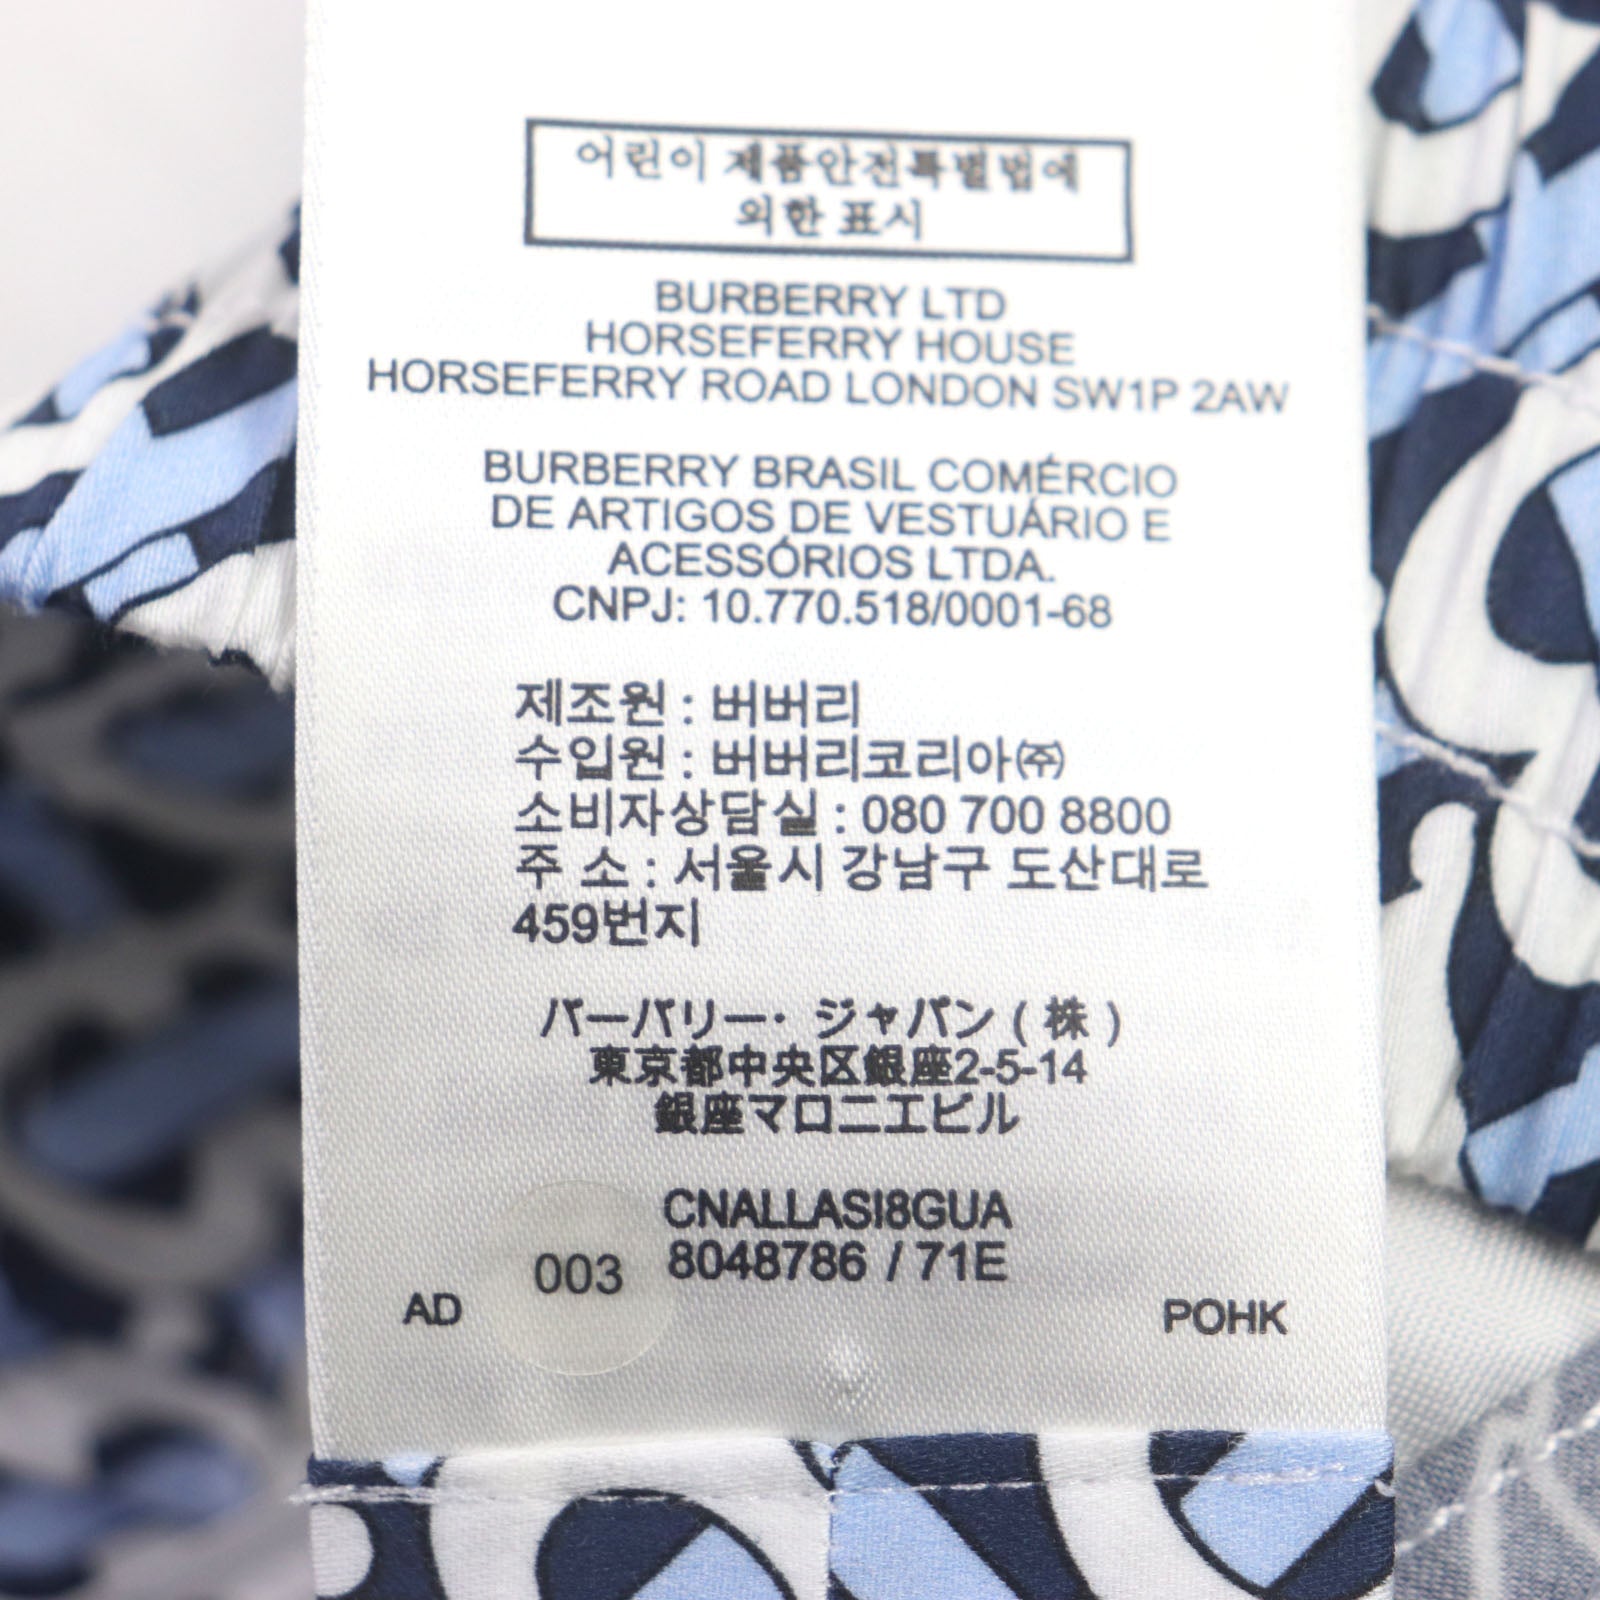 어린이 제품안전특별법에
의한 표시
BURBERRY LTD
HORSEFERRY HOUSE
HORSEFERRY ROAD LONDON SW1P 2AW
BURBERRY BRASIL COMÉRCIO
DE ARTIGOS DE VESTUÁRIO E
ACESSÓRIOS LTDA.
CNPJ: 10.770.518/0001-68
제조원 : 버버리
수입원 : 버버리코리아㈜
소비자상담실 : 080 700 8800
주 소 : 서울시 강남구 도산대로
459번지
バーバリー・ジャパン ( 株 )
東京都中央区銀座2-5-14
銀座マロニエビル
CNALLASI8GUA
003 8048786 / 71E
AD POHK